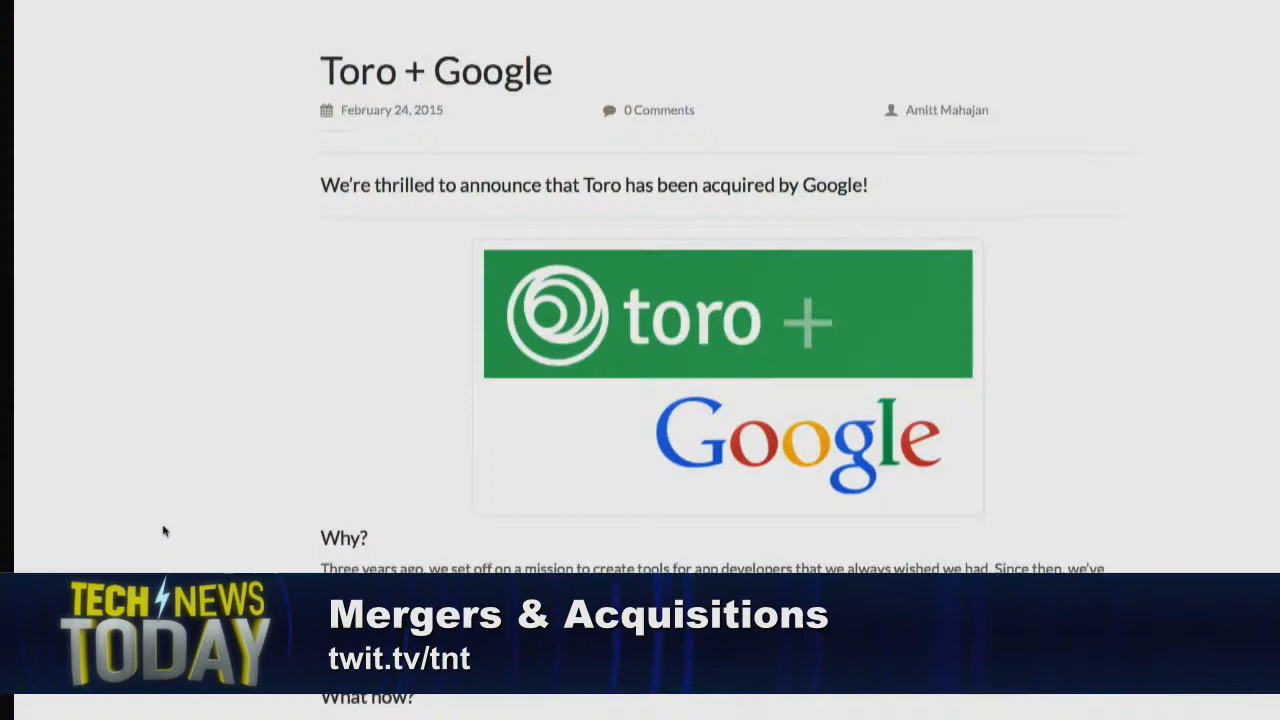 Toro + Google
February 24, 2015 0 Comments Amitt Mahajan
We're thrilled to announce that Toro has been acquired by Google!
toro +
Google
Why?
Three years ago, we set off on a mission to create tools for app developers that we always wished we had. Since then, we've
TECH NEWS
TODAY
Mergers & Acquisitions
twit.tv/tnt
What now?